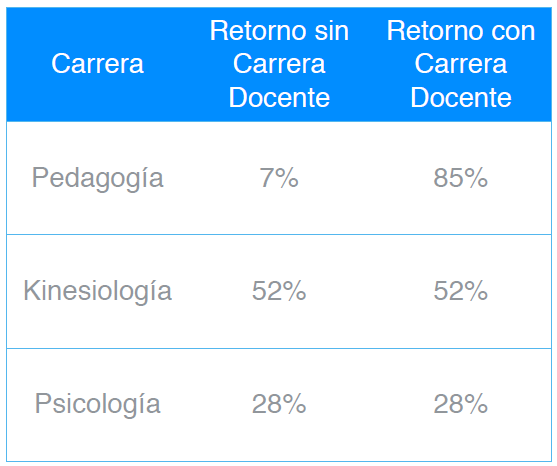 Carrera
Retorno sin
Carrera
Docente
Retorno con
Carrera
Docente
Pedagogía 7% 85%
Kinesiología 52% 52%
Psicología 28% 28%